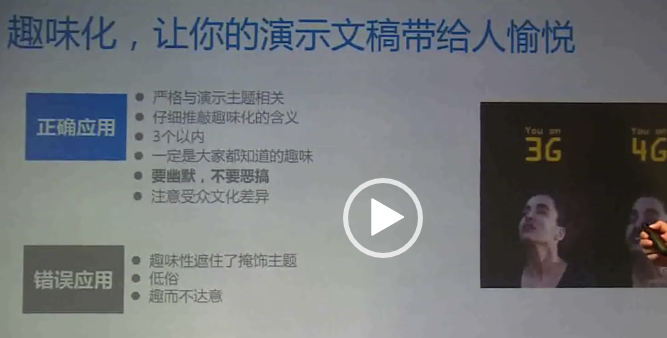 趣味化，让你的演示文稿带给人愉悦
正确应用
● 严格与演示主题相关
● 仔细推敲趣味化的含义
● 3个以内
● 一定是大家都知道的趣味
● 要幽默，不要恶搞
● 注意受众文化差异
You on
3G
You on
4G
错误应用
● 趣味性遮住了掩饰主题
● 低俗
● 趣而不达意